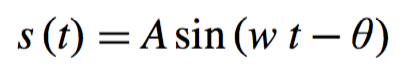 s (t) = A sin (w t − θ)